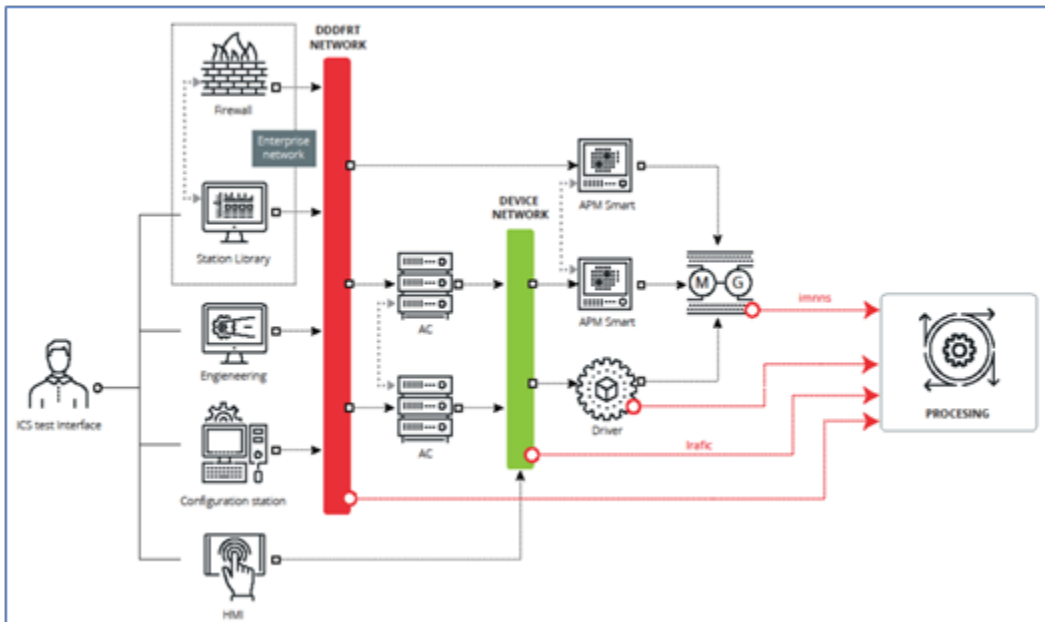 DDDFRT
NETWORK
Firewall
Enterprise
network
Station Library
DEVICE
NETWORK
APM Smart
APM Smart
AC
M G
imnns
Engieneering
ICS test Interface
Driver
PROCESING
AC
lrafic
Configuration station
HMI